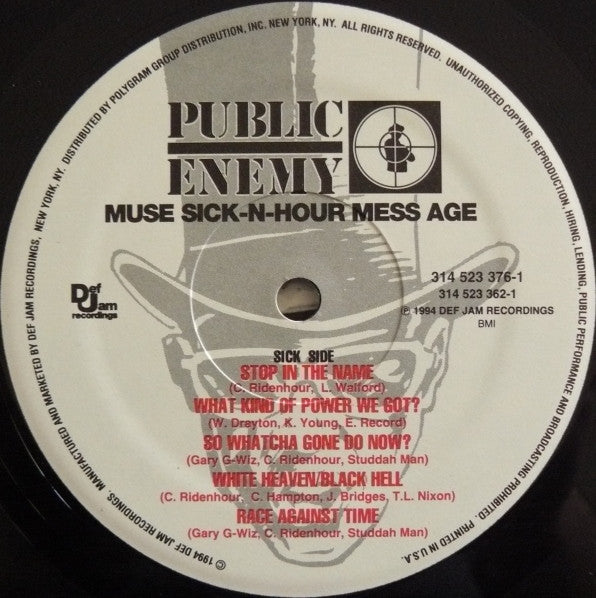 MANUFACTURED AND MARKETED BY DEF JAM RECORDINGS, NEW YORK, NY. DISTRIBUTED BY POLYGRAM GROUP DISTRIBUTION, INC. NEW YORK, NY. ALL RIGHTS RESERVED. UNAUTHORIZED COPYING, REPRODUCTION, HIRING, LENDING, PUBLIC PERFORMANCE AND BROADCASTING PROHIBITED. PRINTED IN U.S.A.
PUBLIC
ENEMY
MUSE SICK-N-HOUR MESS AGE
Def
Jam
recordings
314 523 376-1
314 523 362-1
℗ 1994 DEF JAM RECORDINGS
BMI
SICK SIDE
STOP IN THE NAME
(C. Ridenhour, L. Walford)
WHAT KIND OF POWER WE GOT?
(W. Drayton, K. Young, E. Record)
SO WHATCHA GONE DO NOW?
(Gary G-Wiz, C. Ridenhour, Studdah Man)
WHITE HEAVEN/BLACK HELL
(C. Ridenhour, C. Hampton, J. Bridges, T.L. Nixon)
RACE AGAINST TIME
(Gary G-Wiz, C. Ridenhour, Studdah Man)
©1994 DEF JAM RECORDINGS.